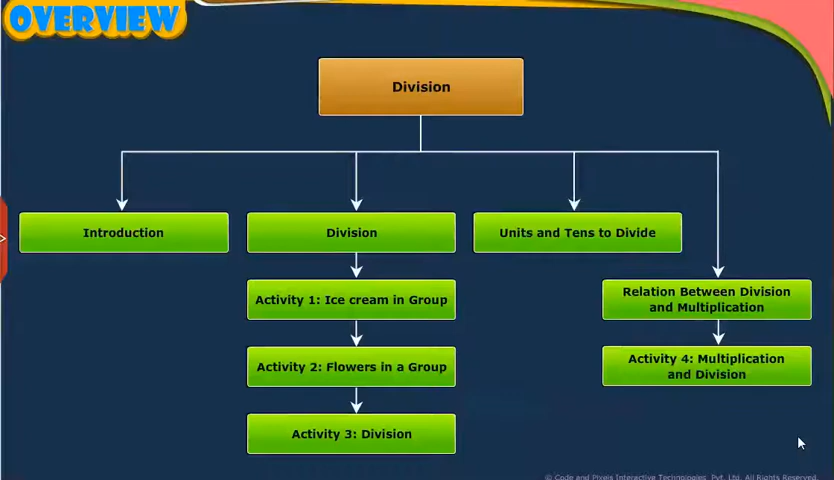 OVERVIEW
Division
Introduction
Division
Units and Tens to Divide
Activity 1: Ice cream in Group
Relation Between Division
and Multiplication
Activity 2: Flowers in a Group
Activity 4: Multiplication
and Division
Activity 3: Division
© Code and Pixels Interactive Technologies Pvt. Ltd. All Rights Reserved.